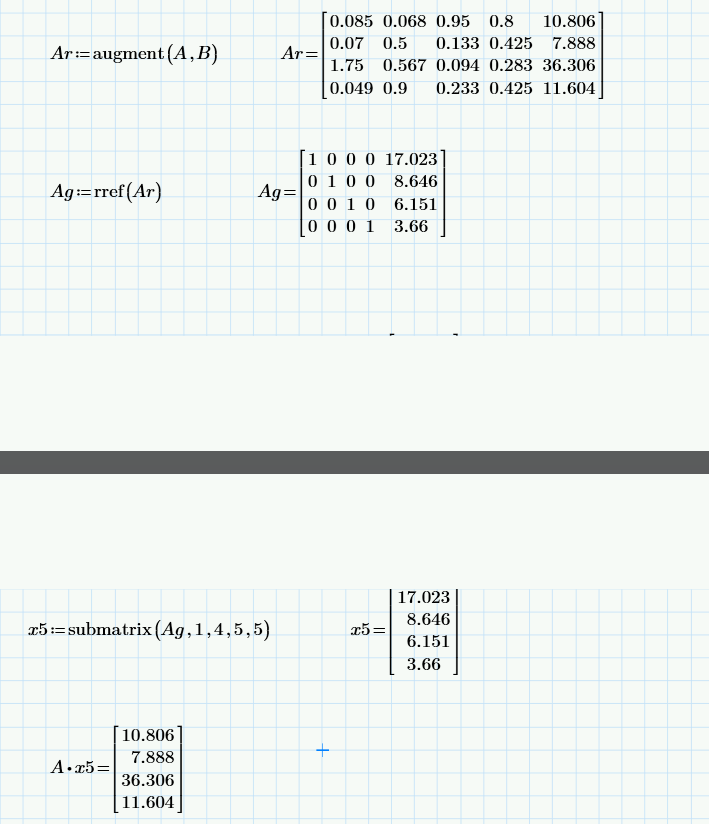 Ar:=augment(A,B) Ar=[0.085 0.068 0.95 0.8 10.806
0.07 0.5 0.133 0.425 7.888
1.75 0.567 0.094 0.283 36.306
0.049 0.9 0.233 0.425 11.604]
Ag:=rref(Ar) Ag=[1 0 0 0 17.023
0 1 0 0 8.646
0 0 1 0 6.151
0 0 0 1 3.66]
x5:=submatrix(Ag,1,4,5,5) x5=[17.023
8.646
6.151
3.66]
A·x5=[10.806
7.888
36.306
11.604]